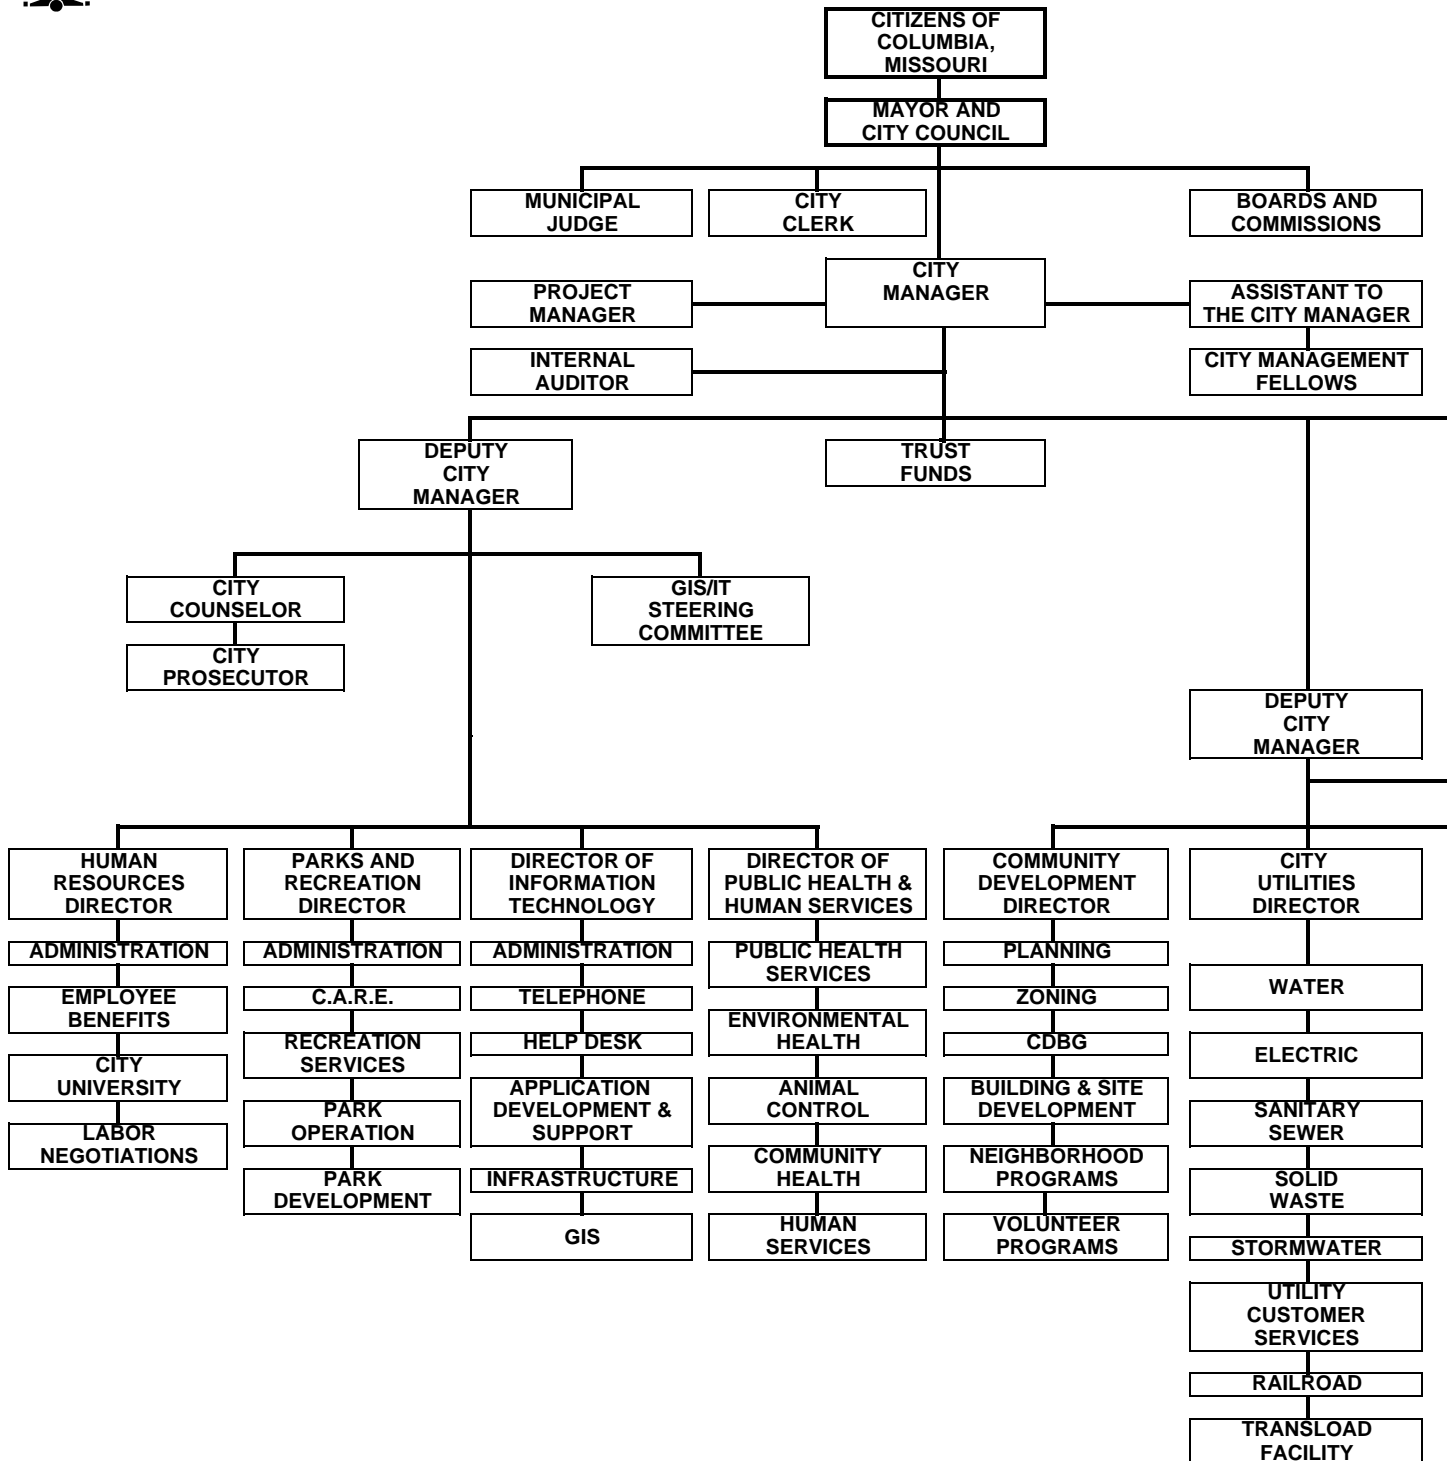 CITIZENS OF
COLUMBIA,
MISSOURI
MAYOR AND
CITY COUNCIL
MUNICIPAL
JUDGE
CITY
CLERK
BOARDS AND
COMMISSIONS
CITY
MANAGER
PROJECT
MANAGER
ASSISTANT TO
THE CITY MANAGER
INTERNAL
AUDITOR
CITY MANAGEMENT
FELLOWS
DEPUTY
CITY
MANAGER
TRUST
FUNDS
CITY
COUNSELOR
GIS/IT
STEERING
COMMITTEE
CITY
PROSECUTOR
DEPUTY
CITY
MANAGER
HUMAN
RESOURCES
DIRECTOR
ADMINISTRATION
EMPLOYEE
BENEFITS
CITY
UNIVERSITY
LABOR
NEGOTIATIONS
PARKS AND
RECREATION
DIRECTOR
ADMINISTRATION
C.A.R.E.
RECREATION
SERVICES
PARK
OPERATION
PARK
DEVELOPMENT
DIRECTOR OF
INFORMATION
TECHNOLOGY
ADMINISTRATION
TELEPHONE
HELP DESK
APPLICATION
DEVELOPMENT &
SUPPORT
INFRASTRUCTURE
GIS
DIRECTOR OF
PUBLIC HEALTH &
HUMAN SERVICES
PUBLIC HEALTH
SERVICES
ENVIRONMENTAL
HEALTH
ANIMAL
CONTROL
COMMUNITY
HEALTH
HUMAN
SERVICES
COMMUNITY
DEVELOPMENT
DIRECTOR
PLANNING
ZONING
CDBG
BUILDING & SITE
DEVELOPMENT
NEIGHBORHOOD
PROGRAMS
VOLUNTEER
PROGRAMS
CITY
UTILITIES
DIRECTOR
WATER
ELECTRIC
SANITARY
SEWER
SOLID
WASTE
STORMWATER
UTILITY
CUSTOMER
SERVICES
RAILROAD
TRANSLOAD
FACILITY